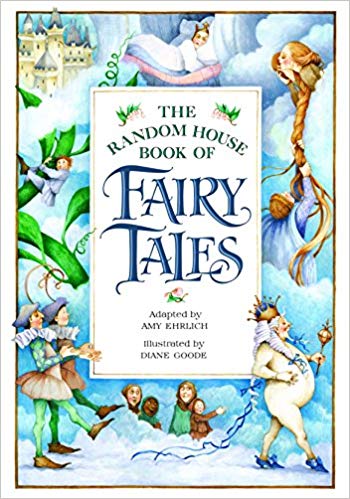 THE
RANDOM HOUSE
BOOK OF
FAIRY
TALES
Adapted by
AMY EHRLICH
Illustrated by
DIANE GOODE